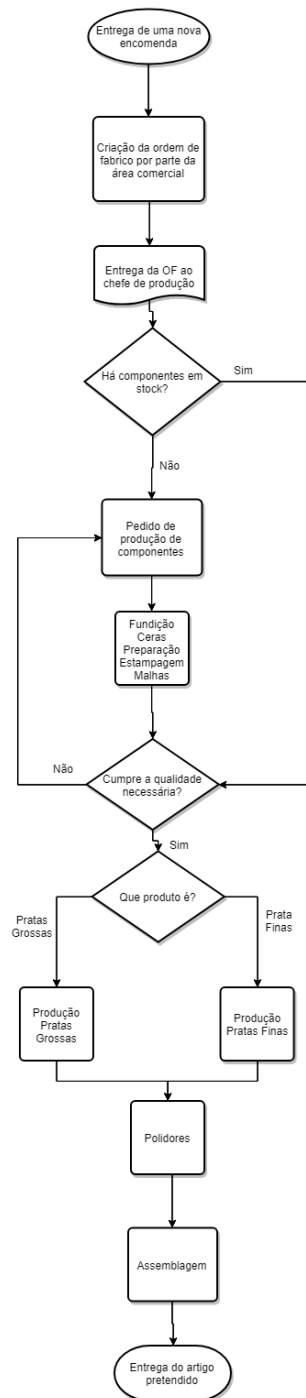 Entrega de uma nova
encomenda
Criação da ordem de
fabrico por parte da
área comercial
Entrega da OF ao
chefe de produção
Há componentes em
stock?
Sim
Não
Pedido de
produção de
componentes
Fundição
Ceras
Preparação
Estampagem
Malhas
Não
Cumpre a qualidade
necessária?
Sim
Que produto é?
Pratas
Grossas
Prata
Finas
Produção
Pratas
Grossas
Produção
Pratas Finas
Polidores
Assemblagem
Entrega do artigo
pretendido